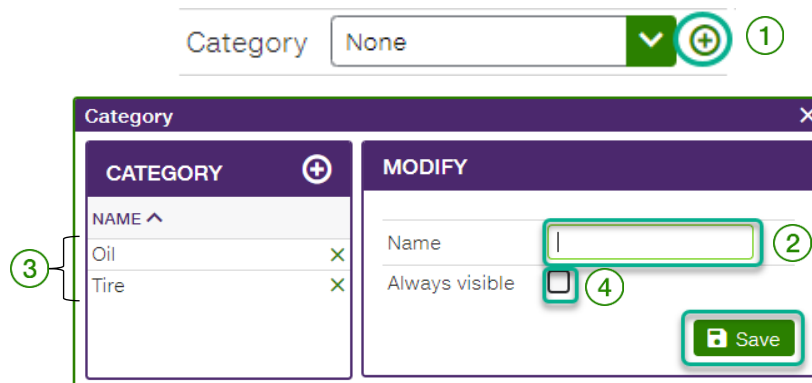 Category None 1
Category
CATEGORY
MODIFY
NAME
Name 2
3
Oil
Tire
Always visible 4
Save